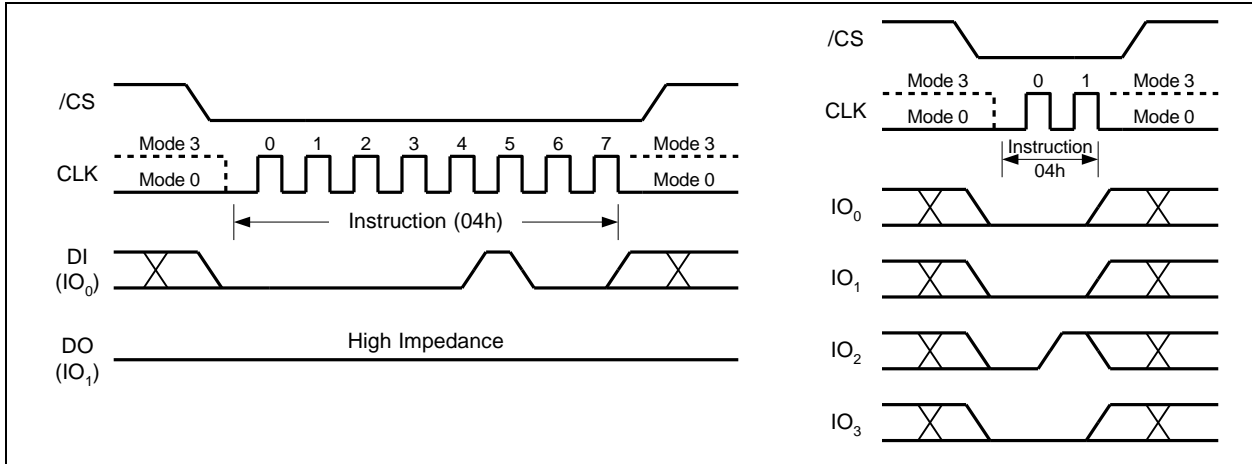 /CS
Mode 3 0 1 2 3 4 5 6 7 Mode 3
CLK
Mode 0 Mode 0
Instruction (04h)
DI
(IO0)
High Impedance
DO
(IO1)
/CS
Mode 3 0 1 Mode 3
CLK
Mode 0 Mode 0
Instruction
04h
IO0
IO1
IO2
IO3